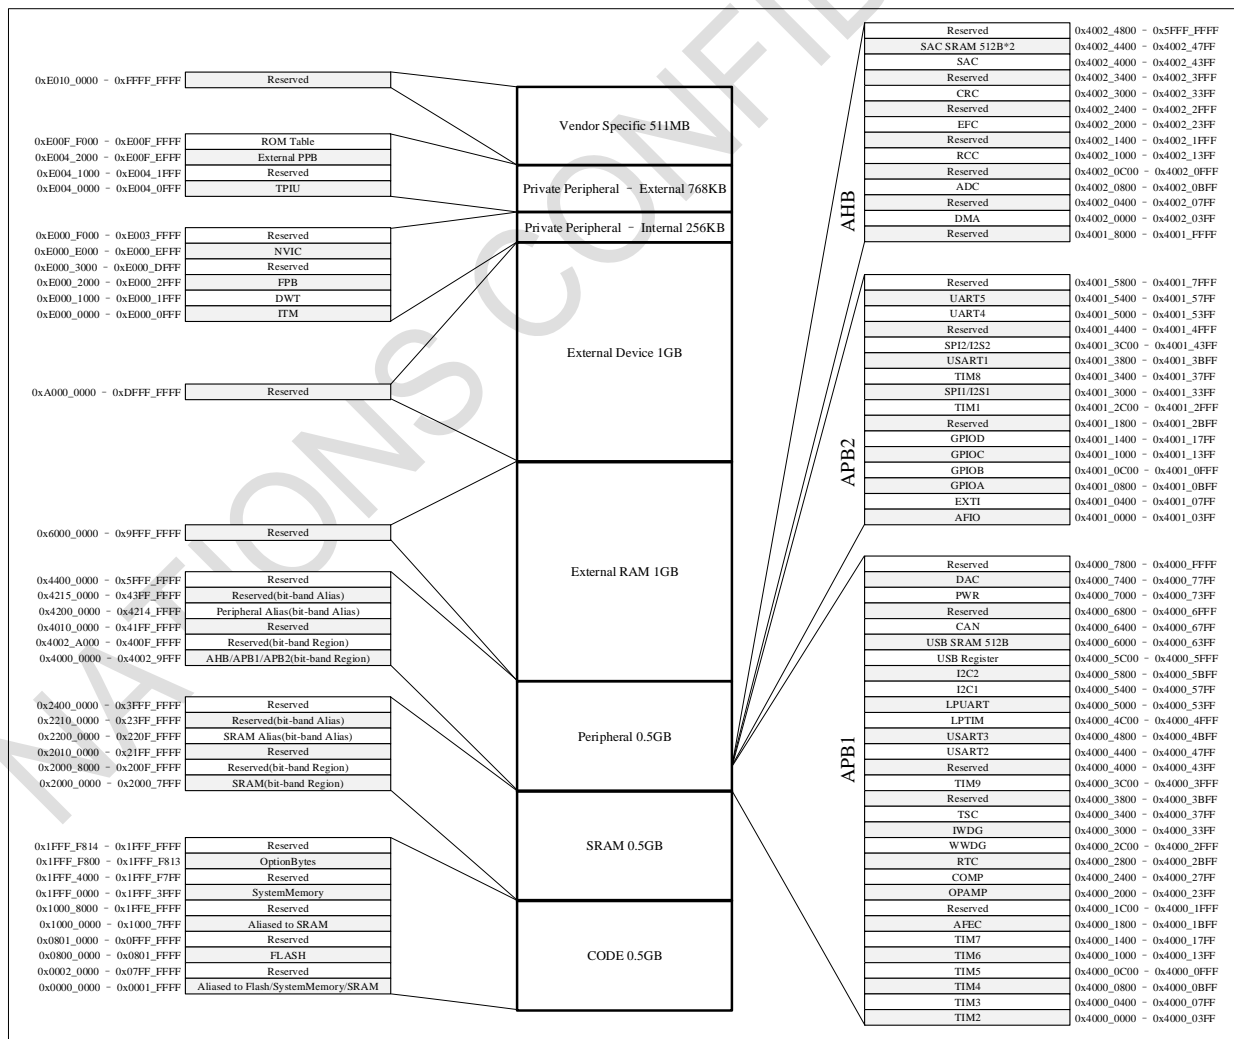 0xE010_0000 - 0xFFFF_FFFF Reserved
0xE00F_F000 - 0xE00F_FFFF ROM Table
0xE004_2000 - 0xE00F_EFFF External PPB
0xE004_1000 - 0xE004_1FFF Reserved
0xE004_0000 - 0xE004_0FFF TPIU
0xE000_F000 - 0xE003_FFFF Reserved
0xE000_E000 - 0xE000_EFFF NVIC
0xE000_3000 - 0xE000_DFFF Reserved
0xE000_2000 - 0xE000_2FFF FPB
0xE000_1000 - 0xE000_1FFF DWT
0xE000_0000 - 0xE000_0FFF ITM
0xA000_0000 - 0xDFFF_FFFF Reserved
0x6000_0000 - 0x9FFF_FFFF Reserved
0x4400_0000 - 0x5FFF_FFFF Reserved
0x4215_0000 - 0x43FF_FFFF Reserved(bit-band Alias)
0x4200_0000 - 0x4214_FFFF Peripheral Alias(bit-band Alias)
0x4010_0000 - 0x41FF_FFFF Reserved
0x4002_A000 - 0x400F_FFFF Reserved(bit-band Region)
0x4000_0000 - 0x4002_9FFF AHB/APB1/APB2(bit-band Region)
0x2400_0000 - 0x3FFF_FFFF Reserved
0x2210_0000 - 0x23FF_FFFF Reserved(bit-band Alias)
0x2200_0000 - 0x220F_FFFF SRAM Alias(bit-band Alias)
0x2010_0000 - 0x21FF_FFFF Reserved
0x2000_8000 - 0x200F_FFFF Reserved(bit-band Region)
0x2000_0000 - 0x2000_7FFF SRAM(bit-band Region)
0x1FFF_F814 - 0x1FFF_FFFF Reserved
0x1FFF_F800 - 0x1FFF_F813 OptionBytes
0x1FFF_4000 - 0x1FFF_F7FF Reserved
0x1FFF_0000 - 0x1FFF_3FFF SystemMemory
0x1000_8000 - 0x1FFE_FFFF Reserved
0x1000_0000 - 0x1000_7FFF Aliased to SRAM
0x0801_0000 - 0x0FFF_FFFF Reserved
0x0800_0000 - 0x0801_FFFF FLASH
0x0002_0000 - 0x07FF_FFFF Reserved
0x0000_0000 - 0x0001_FFFF Aliased to Flash/SystemMemory/SRAM
Vendor Specific 511MB
Private Peripheral - External 768KB
Private Peripheral - Internal 256KB
External Device 1GB
External RAM 1GB
Peripheral 0.5GB
SRAM 0.5GB
CODE 0.5GB
AHB
Reserved 0x4002_4800 - 0x5FFF_FFFF
SAC SRAM 512B*2 0x4002_4400 - 0x4002_47FF
SAC 0x4002_4000 - 0x4002_43FF
Reserved 0x4002_3400 - 0x4002_3FFF
CRC 0x4002_3000 - 0x4002_33FF
Reserved 0x4002_2400 - 0x4002_2FFF
EFC 0x4002_2000 - 0x4002_23FF
Reserved 0x4002_1400 - 0x4002_1FFF
RCC 0x4002_1000 - 0x4002_13FF
Reserved 0x4002_0C00 - 0x4002_0FFF
ADC 0x4002_0800 - 0x4002_0BFF
Reserved 0x4002_0400 - 0x4002_07FF
DMA 0x4002_0000 - 0x4002_03FF
Reserved 0x4001_8000 - 0x4001_FFFF
APB2
Reserved 0x4001_5800 - 0x4001_7FFF
UART5 0x4001_5400 - 0x4001_57FF
UART4 0x4001_5000 - 0x4001_53FF
Reserved 0x4001_4400 - 0x4001_4FFF
SPI2/I2S2 0x4001_3C00 - 0x4001_43FF
USART1 0x4001_3800 - 0x4001_3BFF
TIM8 0x4001_3400 - 0x4001_37FF
SPI1/I2S1 0x4001_3000 - 0x4001_33FF
TIM1 0x4001_2C00 - 0x4001_2FFF
Reserved 0x4001_1800 - 0x4001_2BFF
GPIOD 0x4001_1400 - 0x4001_17FF
GPIOC 0x4001_1000 - 0x4001_13FF
GPIOB 0x4001_0C00 - 0x4001_0FFF
GPIOA 0x4001_0800 - 0x4001_0BFF
EXTI 0x4001_0400 - 0x4001_07FF
AFIO 0x4001_0000 - 0x4001_03FF
APB1
Reserved 0x4000_7800 - 0x4000_FFFF
DAC 0x4000_7400 - 0x4000_77FF
PWR 0x4000_7000 - 0x4000_73FF
Reserved 0x4000_6800 - 0x4000_6FFF
CAN 0x4000_6400 - 0x4000_67FF
USB SRAM 512B 0x4000_6000 - 0x4000_63FF
USB Register 0x4000_5C00 - 0x4000_5FFF
I2C2 0x4000_5800 - 0x4000_5BFF
I2C1 0x4000_5400 - 0x4000_57FF
LPUART 0x4000_5000 - 0x4000_53FF
LPTIM 0x4000_4C00 - 0x4000_4FFF
USART3 0x4000_4800 - 0x4000_4BFF
USART2 0x4000_4400 - 0x4000_47FF
Reserved 0x4000_4000 - 0x4000_43FF
TIM9 0x4000_3C00 - 0x4000_3FFF
Reserved 0x4000_3800 - 0x4000_3BFF
TSC 0x4000_3400 - 0x4000_37FF
IWDG 0x4000_3000 - 0x4000_33FF
WWDG 0x4000_2C00 - 0x4000_2FFF
RTC 0x4000_2800 - 0x4000_2BFF
COMP 0x4000_2400 - 0x4000_27FF
OPAMP 0x4000_2000 - 0x4000_23FF
Reserved 0x4000_1C00 - 0x4000_1FFF
AFEC 0x4000_1800 - 0x4000_1BFF
TIM7 0x4000_1400 - 0x4000_17FF
TIM6 0x4000_1000 - 0x4000_13FF
TIM5 0x4000_0C00 - 0x4000_0FFF
TIM4 0x4000_0800 - 0x4000_0BFF
TIM3 0x4000_0400 - 0x4000_07FF
TIM2 0x4000_0000 - 0x4000_03FF
NATIONS CONFID